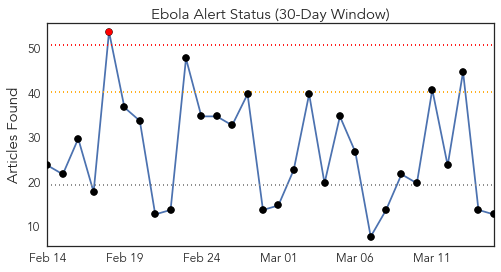 Ebola Alert Status (30-Day Window)
Articles Found
50
40
30
20
10
Feb 14 Feb 19 Feb 24 Mar 01 Mar 06 Mar 11